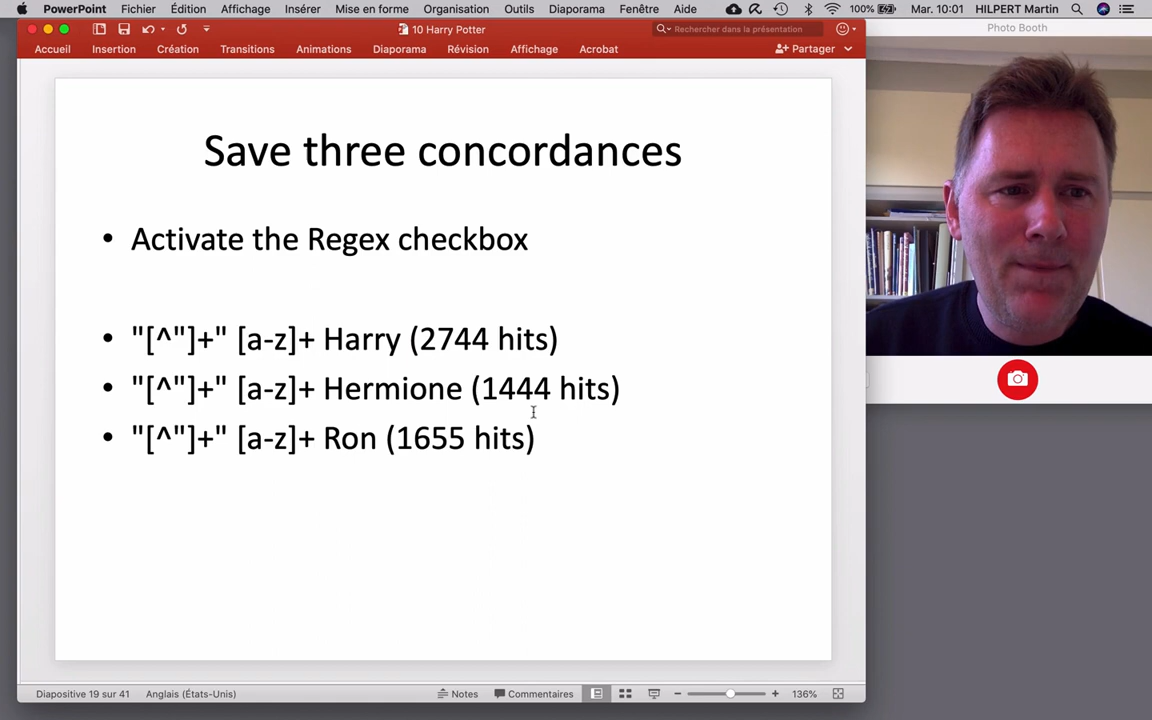 PowerPoint Fichier Édition Affichage Insérer Mise en forme Organisation Outils Diaporama Fenêtre Aide 100% Mar. 10:01 HILPERT Martin
10 Harry Potter
Rechercher dans la présentation
Photo Booth
Accueil Insertion Création Transitions Animations Diaporama Révision Affichage Acrobat Partager
Save three concordances
• Activate the Regex checkbox
• "[^"]+" [a-z]+ Harry (2744 hits)
• "[^"]+" [a-z]+ Hermione (1444 hits)
• "[^"]+" [a-z]+ Ron (1655 hits)
Diapositive 19 sur 41 Anglais (États-Unis) Notes Commentaires 136%